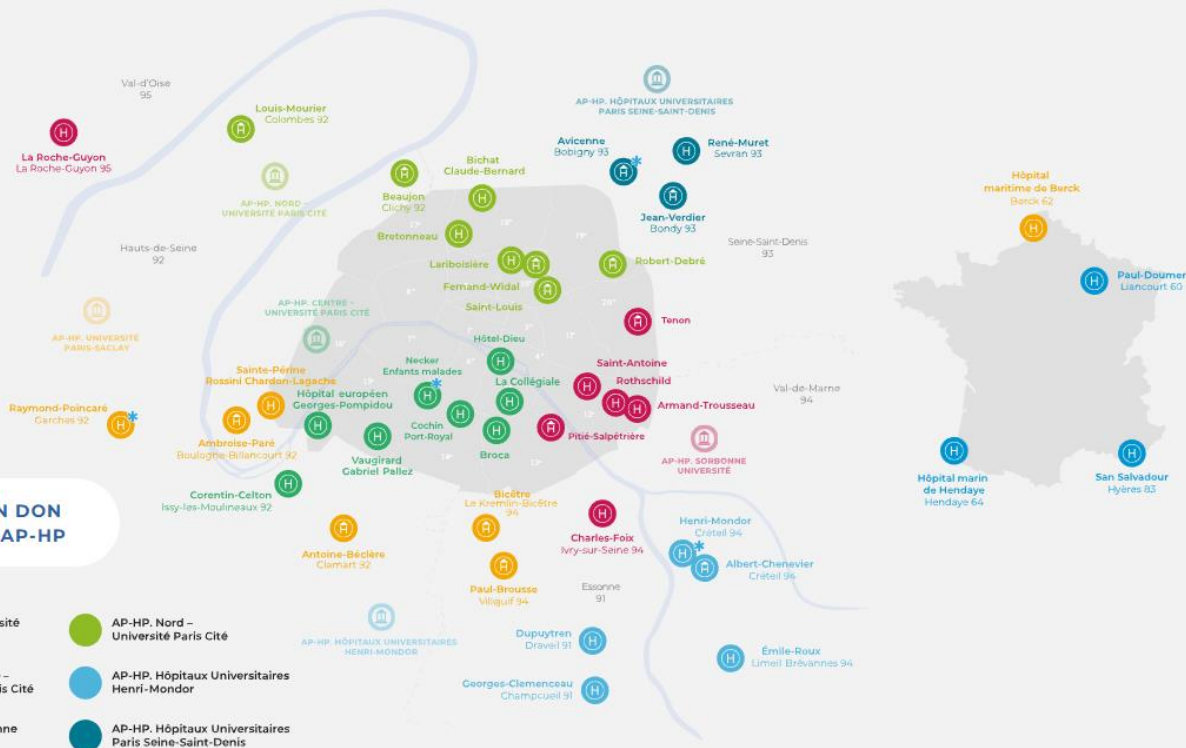 Val-d'Oise
95
La Roche-Guyon
La Roche-Guyon 95
Louis-Mourier
Colombes 92
AP-HP. NORD -
UNIVERSITÉ PARIS CITÉ
Hauts-de-Seine
92
AP-HP. UNIVERSITÉ
PARIS-SACLAY
AP-HP. CENTRE -
UNIVERSITÉ PARIS CITÉ
Beaujon
Clichy 92
Bichat
Claude-Bernard
Bretonneau
Lariboisière
Fernand-Widal
Saint-Louis
Robert-Debré
AP-HP. HÔPITAUX UNIVERSITAIRES
PARIS SEINE-SAINT-DENIS
Avicenne
Bobigny 93
René-Muret
Sevran 93
Jean-Verdier
Bondy 93
Seine-Saint-Denis
93
Tenon
Hôtel-Dieu
Necker
Enfants malades
La Collégiale
Saint-Antoine
Rothschild
Armand-Trousseau
Val-de-Marne
94
Sainte-Périne
Rossini Chardon-Lagache
Hôpital européen
Georges-Pompidou
Raymond-Poincaré
Garches 92
Ambroise-Paré
Boulogne-Billancourt 92
Cochin
Port-Royal
Broca
Pitié-Salpêtrière
Vaugirard
Gabriel Pallez
AP-HP. SORBONNE
UNIVERSITÉ
Corentin-Celton
Issy-les-Moulineaux 92
Bicêtre
Le Kremlin-Bicêtre
94
Antoine-Béclère
Clamart 92
Charles-Foix
Ivry-sur-Seine 94
Henri-Mondor
Créteil 94
Albert-Chenevier
Créteil 94
Paul-Brousse
Villejuif 94
Essonne
91
AP-HP. HÔPITAUX UNIVERSITAIRES
HENRI-MONDOR
Dupuytren
Draveil 91
Émile-Roux
Limeil Brévannes 94
Georges-Clemenceau
Champcueil 91
Hôpital
maritime de Berck
Berck 62
Paul-Doumer
Liancourt 60
Hôpital marin
de Hendaye
Hendaye 64
San Salvadour
Hyères 83
N DON
AP-HP
sité
AP-HP. Nord –
Université Paris Cité
–
is Cité
AP-HP. Hôpitaux Universitaires
Henri-Mondor
nne
AP-HP. Hôpitaux Universitaires
Paris Seine-Saint-Denis